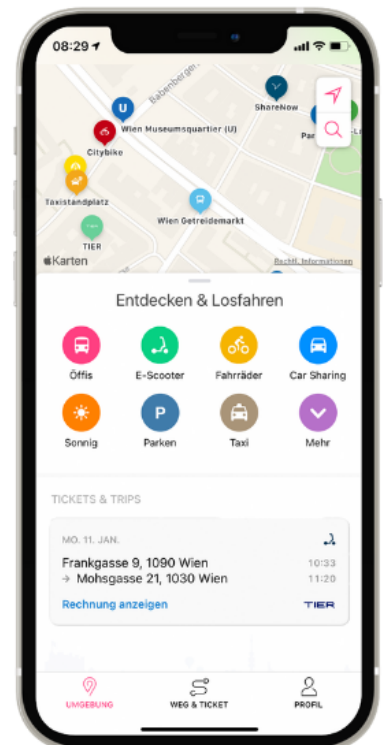 08:29
Babenberger
ShareNow
U
Wien Museumsquartier (U)
Citybike
Taxistandplatz
Wien Getreidemarkt
TIER
Karten
Rechtl. Informationen
Entdecken & Losfahren
Öffis
E-Scooter
Fahrräder
Car Sharing
P
Sonnig
Parken
Taxi
Mehr
TICKETS & TRIPS
MO. 11. JAN.
Frankgasse 9, 1090 Wien 10:33
→ Mohsgasse 21, 1030 Wien 11:20
Rechnung anzeigen TIER
UMGEBUNG
WEG & TICKET
PROFIL